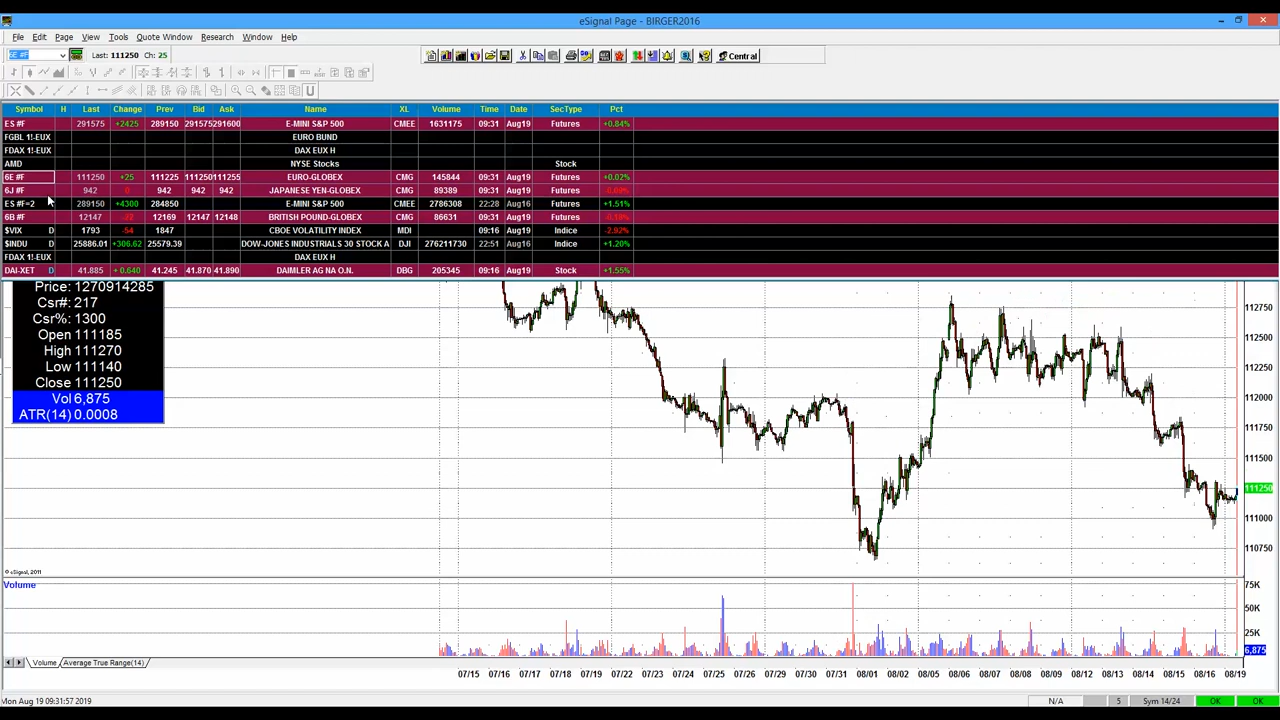 eSignal Page - BIRGER2016
File Edit Page View Tools Quote Window Research Window Help
6E #F Last: 111250 Ch: 25 Central
Symbol H Last Change Prev Bid Ask Name XL Volume Time Date SecType Pct
ES #F 291575 +2425 289150 291575 291600 E-MINI S&P 500 CMEE 1631175 09:31 Aug19 Futures +0.84%
FGBL 1!-EUX EURO BUND
FDAX 1!-EUX DAX EUX H
AMD NYSE Stocks Stock
6E #F 111250 +25 111225 111250 111255 EURO-GLOBEX CMG 145844 09:31 Aug19 Futures +0.02%
6J #F 942 0 942 942 942 JAPANESE YEN-GLOBEX CMG 89389 09:31 Aug19 Futures -0.00%
ES #F=2 289150 +4300 284850 E-MINI S&P 500 CMEE 2786308 22:28 Aug16 Futures +1.51%
6B #F 12147 -22 12169 12147 12148 BRITISH POUND-GLOBEX CMG 86631 09:31 Aug19 Futures -0.18%
$VIX D 1793 -54 1847 CBOE VOLATILITY INDEX MDI 09:16 Aug19 Indice -2.92%
$INDU D 25886.01 +306.62 25579.39 DOW-JONES INDUSTRIALS 30 STOCK A DJI 276211730 22:51 Aug16 Indice +1.20%
FDAX 1!-EUX DAX EUX H
DAI-XET D 41.885 + 0.640 41.245 41.870 41.890 DAIMLER AG NA O.N. DBG 205345 09:16 Aug19 Stock +1.55%
Price: 1270914285
Csr#: 217
Csr%: 1300
Open 111185
High 111270
Low 111140
Close 111250
Vol 6,875
ATR(14) 0.0008
112750
112500
112250
112000
111750
111500
111250
111000
110750
© eSignal, 2011
Volume
75K
50K
25K
6,875
Volume Average True Range(14)
07/15 07/16 07/17 07/18 07/19 07/22 07/23 07/24 07/25 07/26 07/29 07/30 07/31 08/01 08/02 08/05 08/06 08/07 08/08 08/09 08/12 08/13 08/14 08/15 08/16 08/19
Mon Aug 19 09:31:57 2019 N/A 5 Sym 14/24 OK OK